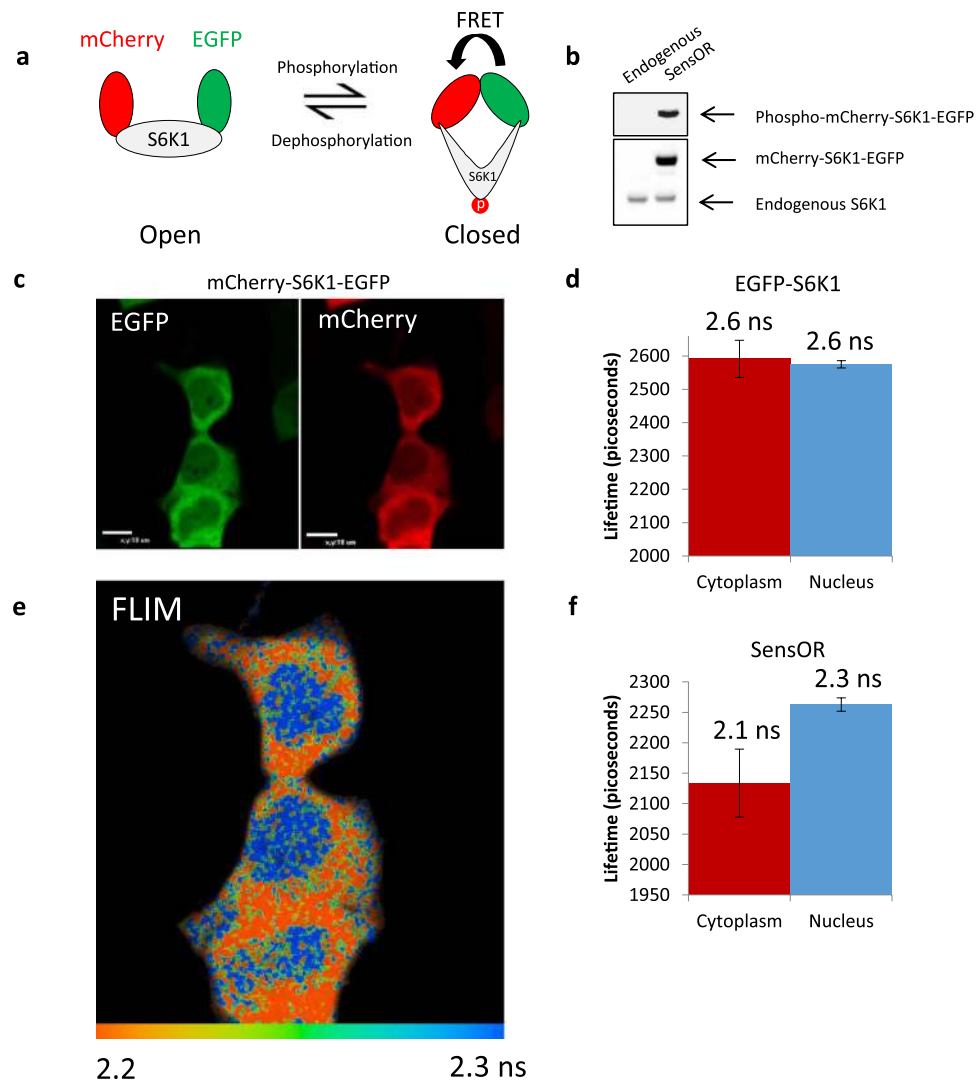 a
mCherry
EGFP
FRET
Phosphorylation
Dephosphorylation
S6K1
S6K1
p
Open
Closed
b
Endogenous
SensOR
Phospho-mCherry-S6K1-EGFP
mCherry-S6K1-EGFP
Endogenous S6K1
c
mCherry-S6K1-EGFP
EGFP
mCherry
d
EGFP-S6K1
2.6 ns
2.6 ns
Lifetime (picoseconds)
2600
2500
2400
2300
2200
2100
2000
Cytoplasm
Nucleus
e
FLIM
2.2
2.3 ns
f
SensOR
2.1 ns
2.3 ns
Lifetime (picoseconds)
2300
2250
2200
2150
2100
2050
2000
1950
Cytoplasm
Nucleus